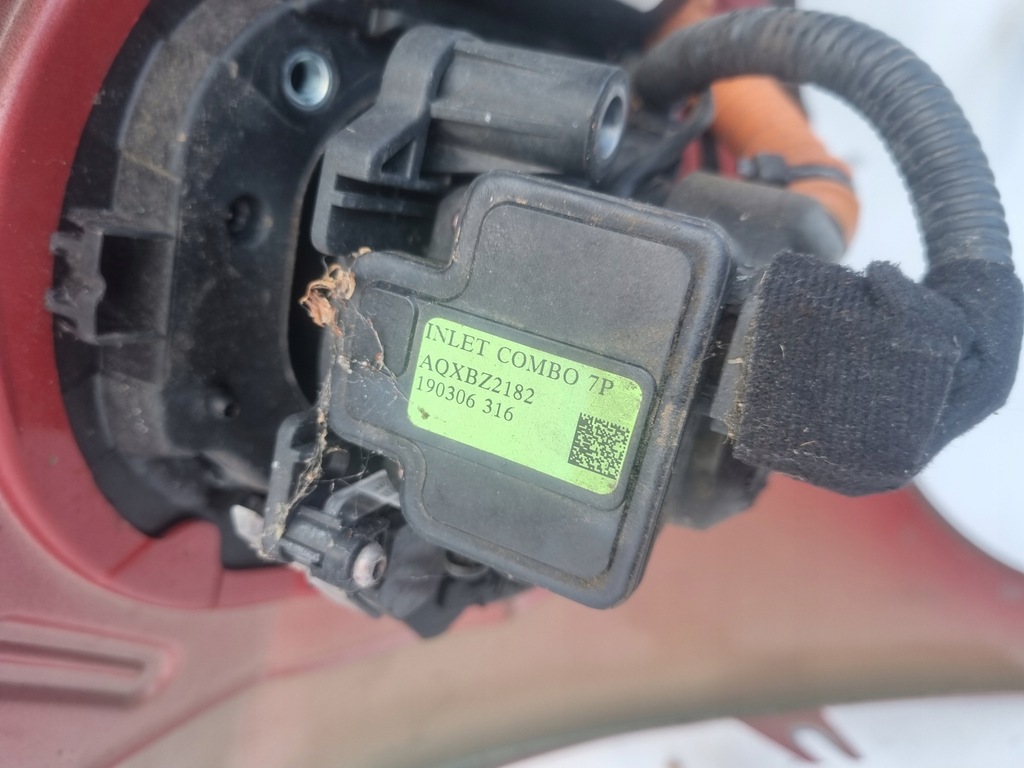 INLET COMBO 7P
AQXBZ2182
190306 316